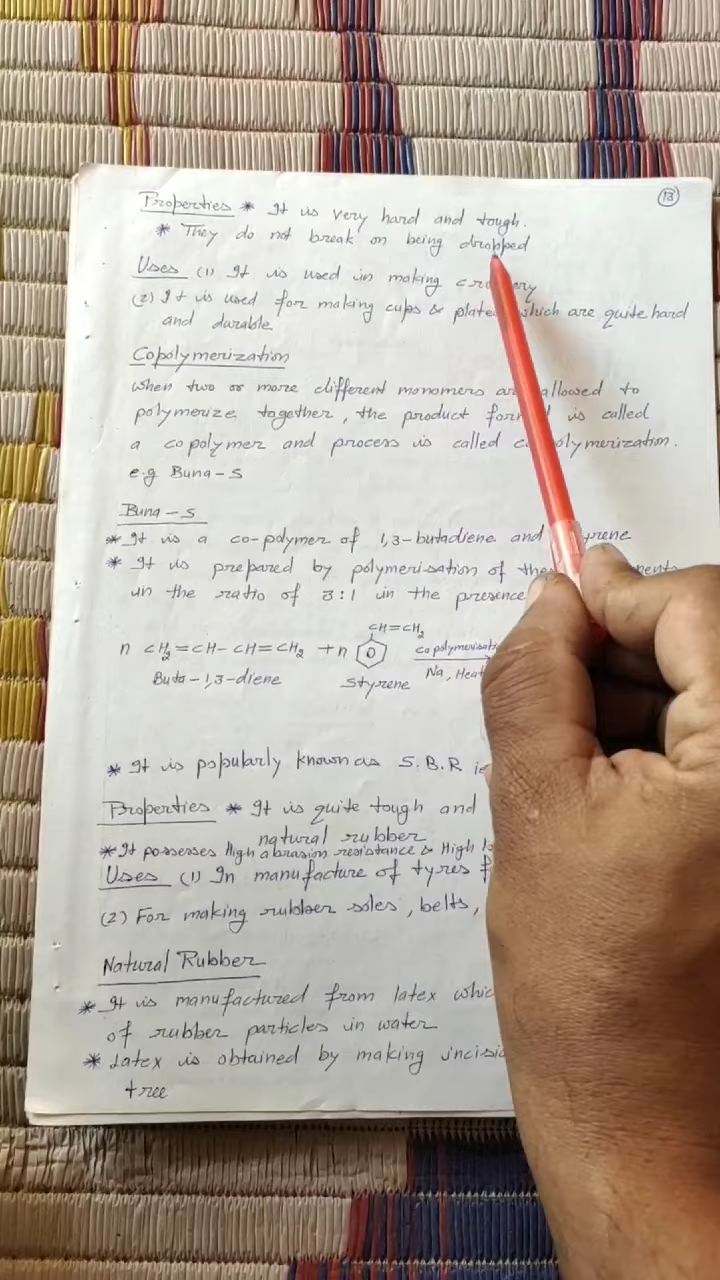 13
Properties * It is very hard and tough.
* They do not break on being dropped
Uses (1) It is used in making
(2) It is used for making cups & which are quite hard
and durable
Copolymerization
When two or more different monomers allowed to
polymerize together, the product is called
a copolymer and process is called
e.g Buna-S
Buna-S
* It is a co-polymer of 1,3-butadiene and
* It is prepared by polymerisation of
in the ratio of 3:1 in the presence
CH=CH2
n CH2=CH-CH=CH2 + n
Na, Heat
Buta-1,3-diene Styrene
* It is popularly known as S.B.R
Properties * It is quite tough and
natural rubber
* It possesses High abrasion resistance & High
Uses (1) In manufacture of tyres
(2) For making rubber soles, belts,
Natural Rubber
* It is manufactured from latex
of rubber particles in water
* Latex is obtained by making
tree